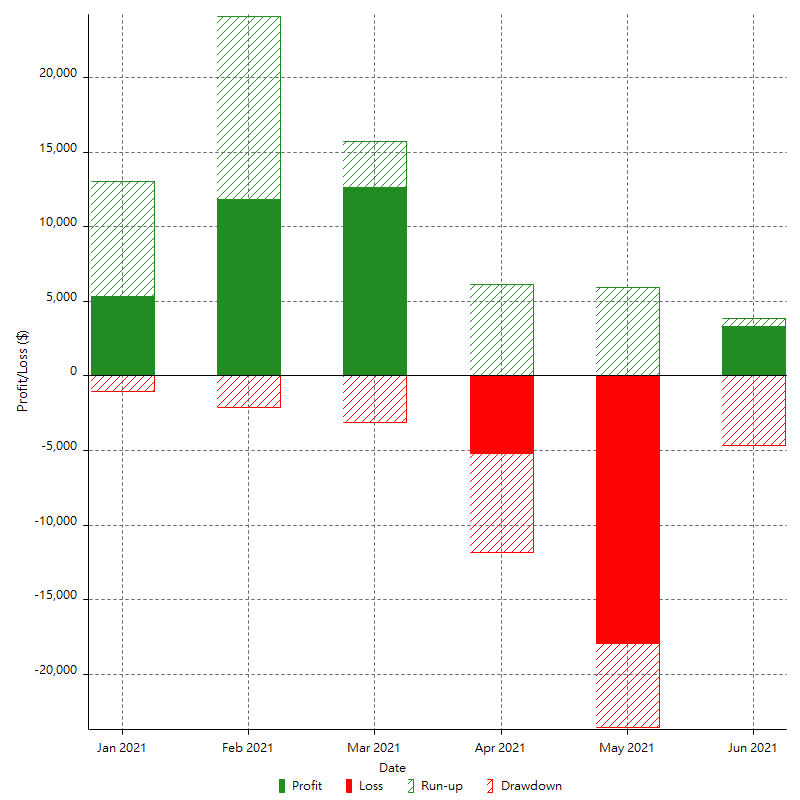 20,000
15,000
10,000
5,000
0
-5,000
-10,000
-15,000
-20,000
Profit/Loss ($)
Jan 2021 Feb 2021 Mar 2021 Apr 2021 May 2021 Jun 2021
Date
Profit Loss Run-up Drawdown